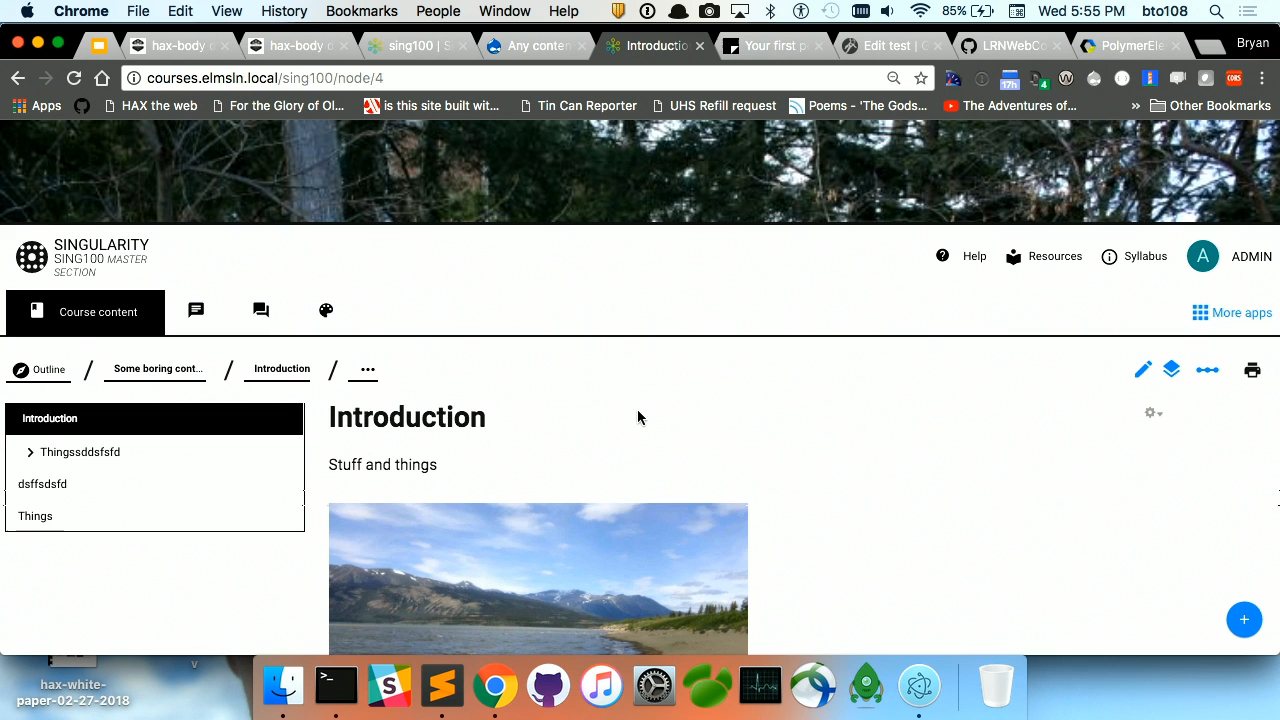 Chrome File Edit View History Bookmarks People Window Help 85% Wed 5:55 PM bto108
hax-body d hax-body d sing100 | S Any conten Introductio Your first p Edit test | G LRNWebCo PolymerEle Bryan
courses.elmsln.local/sing100/node/4 17h 4 CORS
Apps HAX the web For the Glory of Ol... is this site built wit... Tin Can Reporter UHS Refill request Poems - 'The Gods... The Adventures of... » Other Bookmarks
SINGULARITY
SING100 MASTER
SECTION
Help Resources Syllabus A ADMIN
Course content More apps
Outline / Some boring cont... / Introduction / •••
Introduction
Thingssddsfsfd
dsffsdsfd
Things
Introduction
Stuff and things
+
hax-white-
paper-02-27-2018